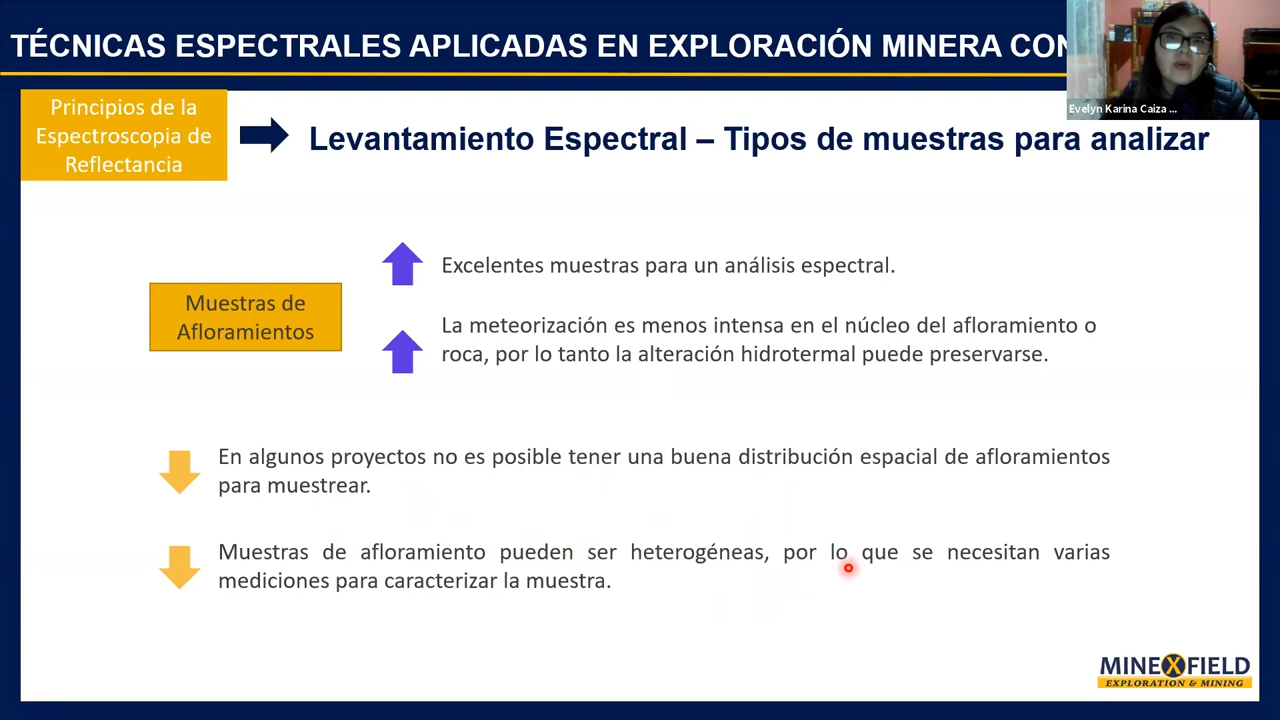 TÉCNICAS ESPECTRALES APLICADAS EN EXPLORACIÓN MINERA CON
Evelyn Karina Caiza ...
Principios de la
Espectroscopia de
Reflectancia
Levantamiento Espectral – Tipos de muestras para analizar
Excelentes muestras para un análisis espectral.
Muestras de
Afloramientos
La meteorización es menos intensa en el núcleo del afloramiento o
roca, por lo tanto la alteración hidrotermal puede preservarse.
En algunos proyectos no es posible tener una buena distribución espacial de afloramientos
para muestrear.
Muestras de afloramiento pueden ser heterogéneas, por lo que se necesitan varias
mediciones para caracterizar la muestra.
MINEXFIELD
EXPLORATION & MINING